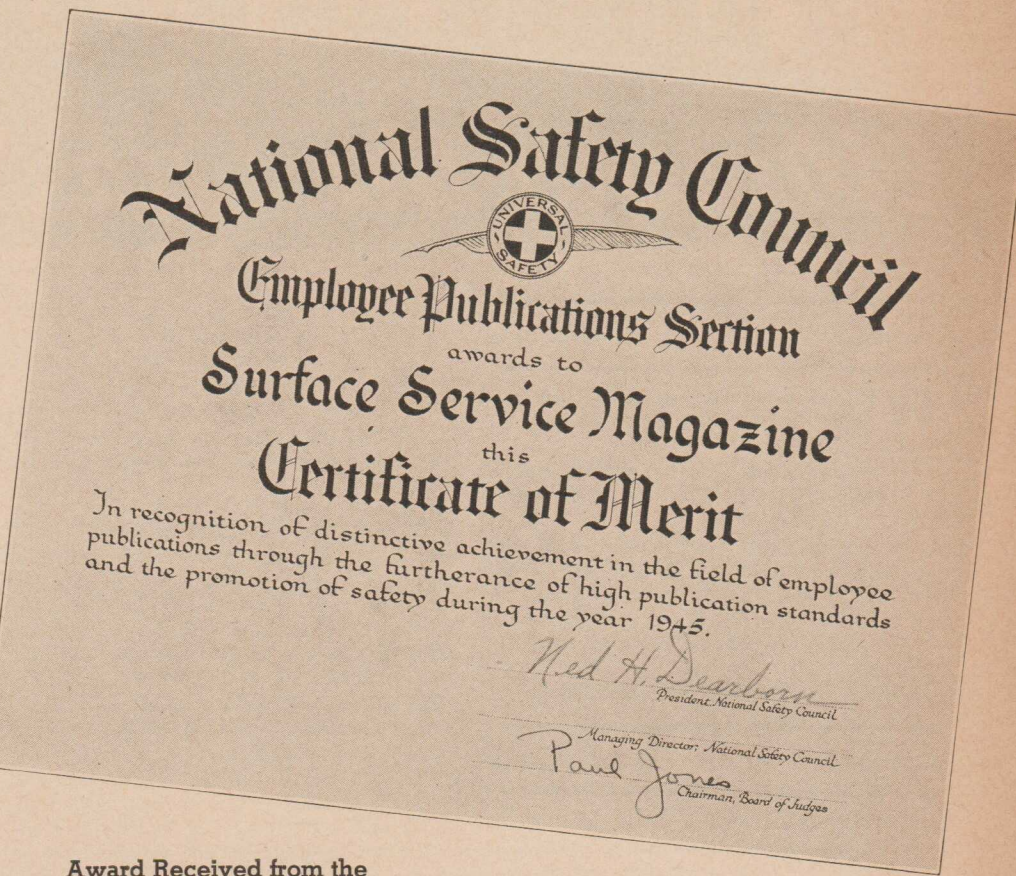 National Safety Council
UNIVERSAL
SAFETY
Employee Publications Section
awards to
Surface Service Magazine
this
Certificate of Merit
In recognition of distinctive achievement in the field of employee
publications through the furtherance of high publication standards
and the promotion of safety during the year 1945.
Ned H. Dearborn
President, National Safety Council
Managing Director, National Safety Council
Paul Jones
Chairman, Board of Judges
Award Received from the